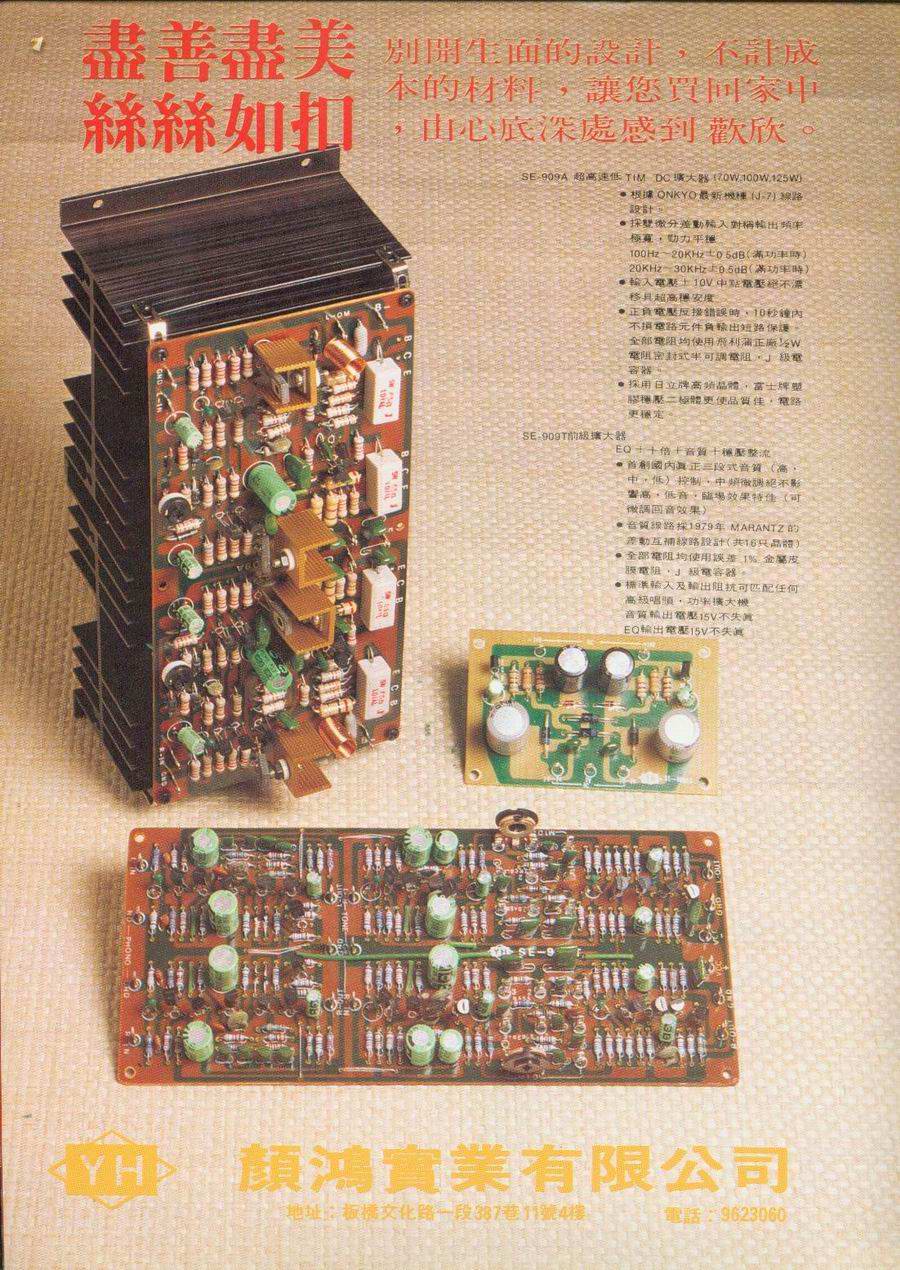 盡善盡美
絲絲如扣
別開生面的設計，不計成
本的材料，讓您買回家中
，由心底深處感到歡欣。
SE-909A 超高速低 TIM DC 擴大器 (70W,100W,125W)
●根據 ONKYO 最新機種 (J-7) 線路
設計。
●採雙微分差動輸入對稱輸出頻率
極寬，勁力平穩
100Hz－20KHz±0.5dB(滿功率時)
20KHz－30KHz±0.5dB(滿功率時)
●輸入電壓±10V 中點電壓絕不漂
移具超高穩安度
●正負電壓反接錯誤時，10秒鐘內
不損電路元件負輸出短路保護
全部電阻均使用飛利蒲正廠½W
電阻密封式半可調電阻，J 級電
容器。
●採用日立牌高頻晶體，富士牌塑
膠穩壓二極體更使品質佳，電路
更穩定。
SE-909T前級擴大器
EQ＋十倍＋音質＋穩壓整流
●首創國內真正三段式音質（高，
中，低）控制，中頻微調絕不影
響高，低音，臨場效果特佳（可
微調回音效果）
●音質線路採1979年 MARANTZ 的
差動互補線路設計(共16只晶體)
●全部電阻均使用誤差 1% 金屬皮
膜電阻，J 級電容器。
●標準輸入及輸出阻抗可匹配任何
高級唱頭，功率擴大機
音質輸出電壓15V不失真
EQ輸出電壓15V不失真
YH SE-9
YH
顏鴻實業有限公司
地址：板橋文化路一段387巷11號4樓
電話：9623060